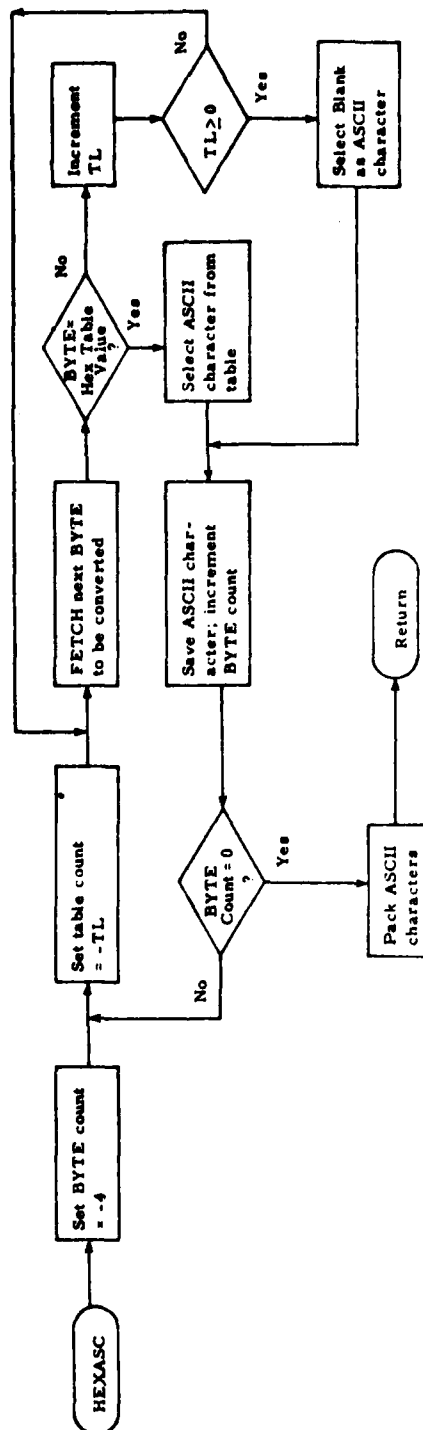 HEXASC
Set BYTE count
= -4
Set table count
= -TL
FETCH next BYTE
to be converted
BYTE=
Hex Table
Value
?
No
Yes
Increment
TL
TL≥0
No
Yes
Select Blank
as ASCII
character
Select ASCII
character from
table
Save ASCII char-
acter; increment
BYTE count
BYTE
Count = 0
?
No
Yes
Pack ASCII
characters
Return